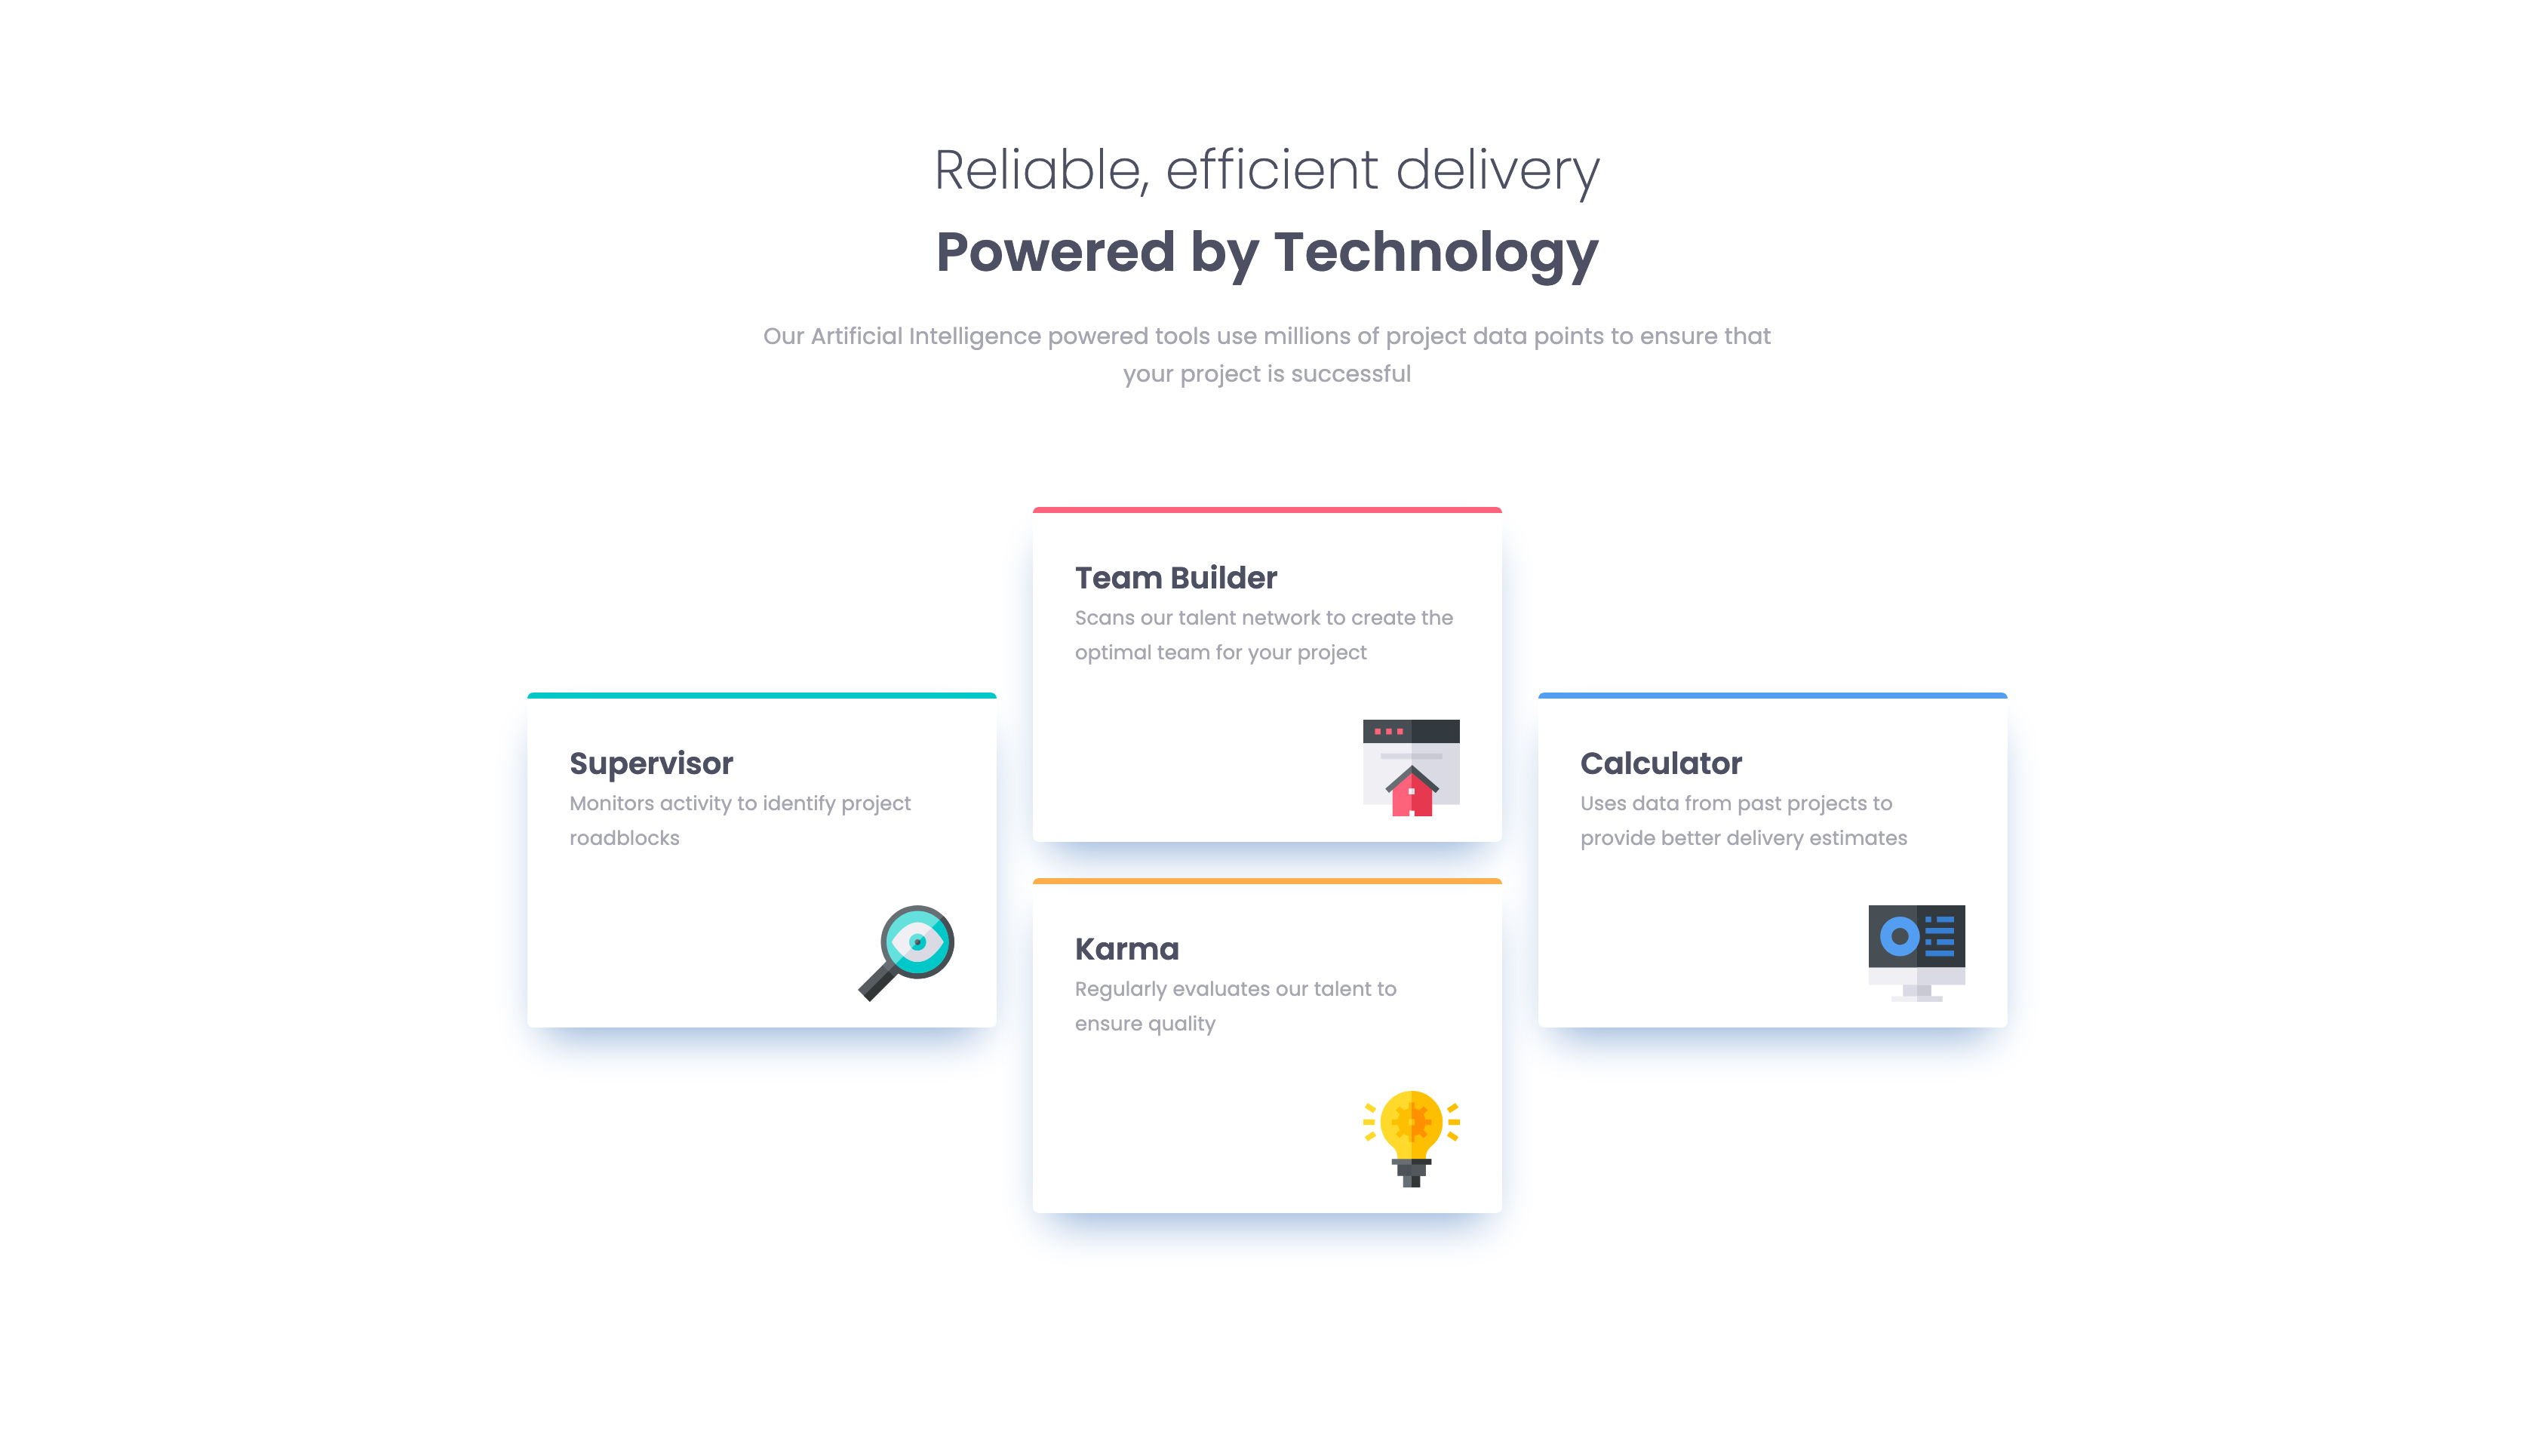 Reliable, efficient delivery
Powered by Technology
Our Artificial Intelligence powered tools use millions of project data points to ensure that
your project is successful
Supervisor
Monitors activity to identify project
roadblocks
Team Builder
Scans our talent network to create the
optimal team for your project
Karma
Regularly evaluates our talent to
ensure quality
Calculator
Uses data from past projects to
provide better delivery estimates